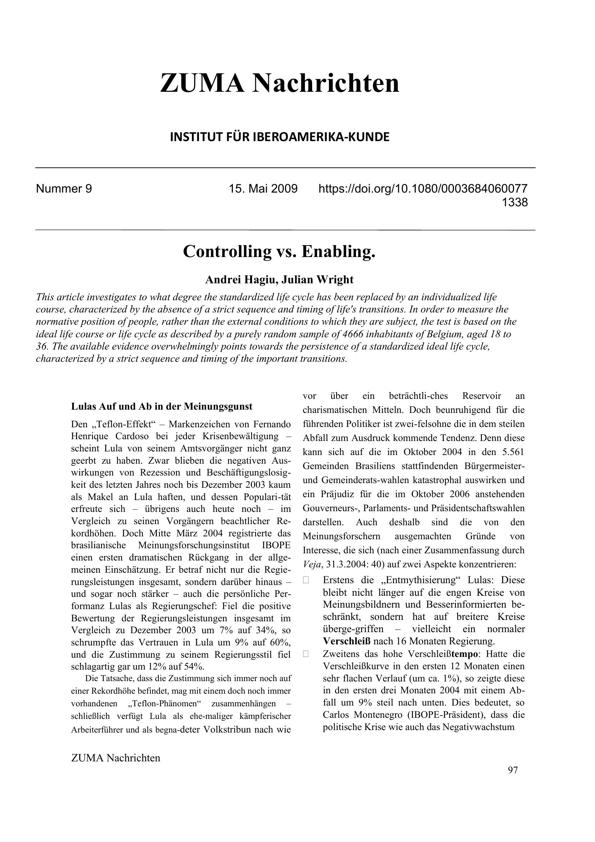 ZUMA Nachrichten
INSTITUT FÜR IBEROAMERIKA-KUNDE
Nummer 9 15. Mai 2009 https://doi.org/10.1080/0003684060077
1338
Controlling vs. Enabling.
Andrei Hagiu, Julian Wright
This article investigates to what degree the standardized life cycle has been replaced by an individualized life
course, characterized by the absence of a strict sequence and timing of life's transitions. In order to measure the
normative position of people, rather than the external conditions to which they are subject, the test is based on the
ideal life course or life cycle as described by a purely random sample of 4666 inhabitants of Belgium, aged 18 to
36. The available evidence overwhelmingly points towards the persistence of a standardized ideal life cycle,
characterized by a strict sequence and timing of the important transitions.
Lulas Auf und Ab in der Meinungsgunst
Den „Teflon-Effekt“ – Markenzeichen von Fernando
Henrique Cardoso bei jeder Krisenbewältigung –
scheint Lula von seinem Amtsvorgänger nicht ganz
geerbt zu haben. Zwar blieben die negativen Aus-
wirkungen von Rezession und Beschäftigungslosig-
keit des letzten Jahres noch bis Dezember 2003 kaum
als Makel an Lula haften, und dessen Populari-tät
erfreute sich – übrigens auch heute noch – im
Vergleich zu seinen Vorgängern beachtlicher Re-
kordhöhen. Doch Mitte März 2004 registrierte das
brasilianische Meinungsforschungsinstitut IBOPE
einen ersten dramatischen Rückgang in der allge-
meinen Einschätzung. Er betraf nicht nur die Regie-
rungsleistungen insgesamt, sondern darüber hinaus –
und sogar noch stärker – auch die persönliche Per-
formanz Lulas als Regierungschef: Fiel die positive
Bewertung der Regierungsleistungen insgesamt im
Vergleich zu Dezember 2003 um 7% auf 34%, so
schrumpfte das Vertrauen in Lula um 9% auf 60%,
und die Zustimmung zu seinem Regierungsstil fiel
schlagartig gar um 12% auf 54%.
Die Tatsache, dass die Zustimmung sich immer noch auf
einer Rekordhöhe befindet, mag mit einem doch noch immer
vorhandenen „Teflon-Phänomen“ zusammenhängen –
schließlich verfügt Lula als ehe-maliger kämpferischer
Arbeiterführer und als begna-deter Volkstribun nach wie
vor über ein beträchtli-ches Reservoir an
charismatischen Mitteln. Doch beunruhigend für die
führenden Politiker ist zwei-felsohne die in dem steilen
Abfall zum Ausdruck kommende Tendenz. Denn diese
kann sich auf die im Oktober 2004 in den 5.561
Gemeinden Brasiliens stattfindenden Bürgermeister-
und Gemeinderats-wahlen katastrophal auswirken und
ein Präjudiz für die im Oktober 2006 anstehenden
Gouverneurs-, Parlaments- und Präsidentschaftswahlen
darstellen. Auch deshalb sind die von den
Meinungsforschern ausgemachten Gründe von
Interesse, die sich (nach einer Zusammenfassung durch
Veja, 31.3.2004: 40) auf zwei Aspekte konzentrieren:
□ Erstens die „Entmythisierung“ Lulas: Diese
bleibt nicht länger auf die engen Kreise von
Meinungsbildnern und Besserinformierten be-
schränkt, sondern hat auf breitere Kreise
überge-griffen – vielleicht ein normaler
Verschleiß nach 16 Monaten Regierung.
□ Zweitens das hohe Verschleißtempo: Hatte die
Verschleißkurve in den ersten 12 Monaten einen
sehr flachen Verlauf (um ca. 1%), so zeigte diese
in den ersten drei Monaten 2004 mit einem Ab-
fall um 9% steil nach unten. Dies bedeutet, so
Carlos Montenegro (IBOPE-Präsident), dass die
politische Krise wie auch das Negativwachstum
ZUMA Nachrichten
97